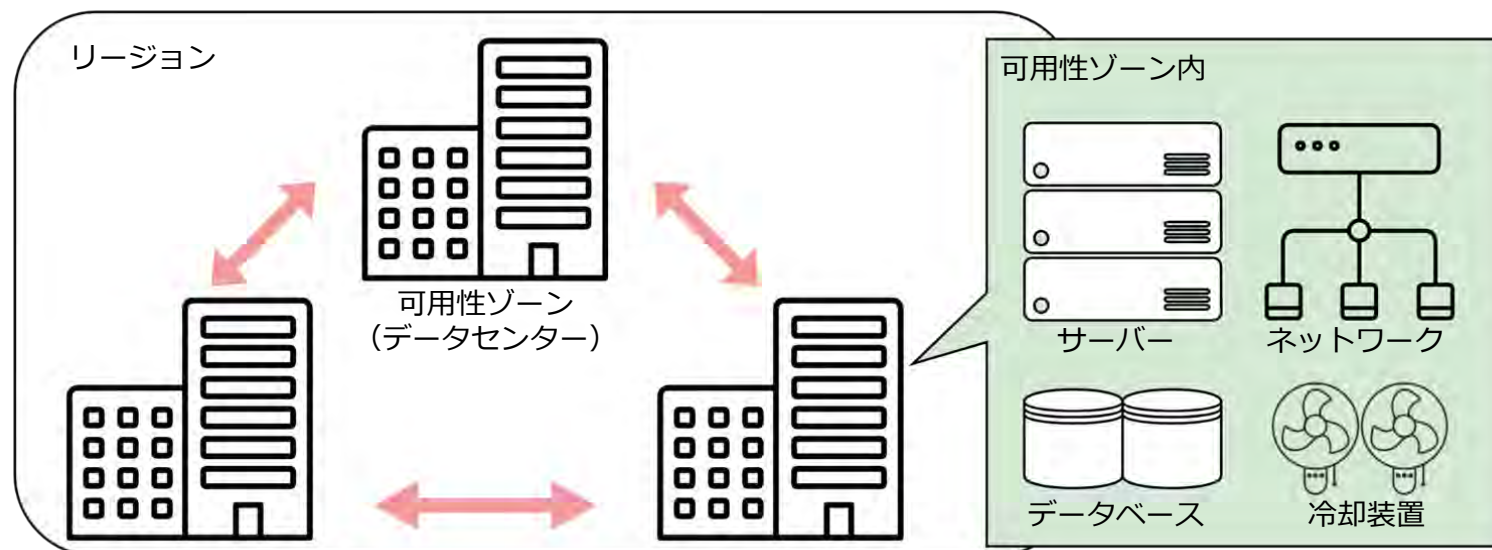 リージョン
可用性ゾーン
（データセンター）
可用性ゾーン内
サーバー
ネットワーク
データベース
冷却装置